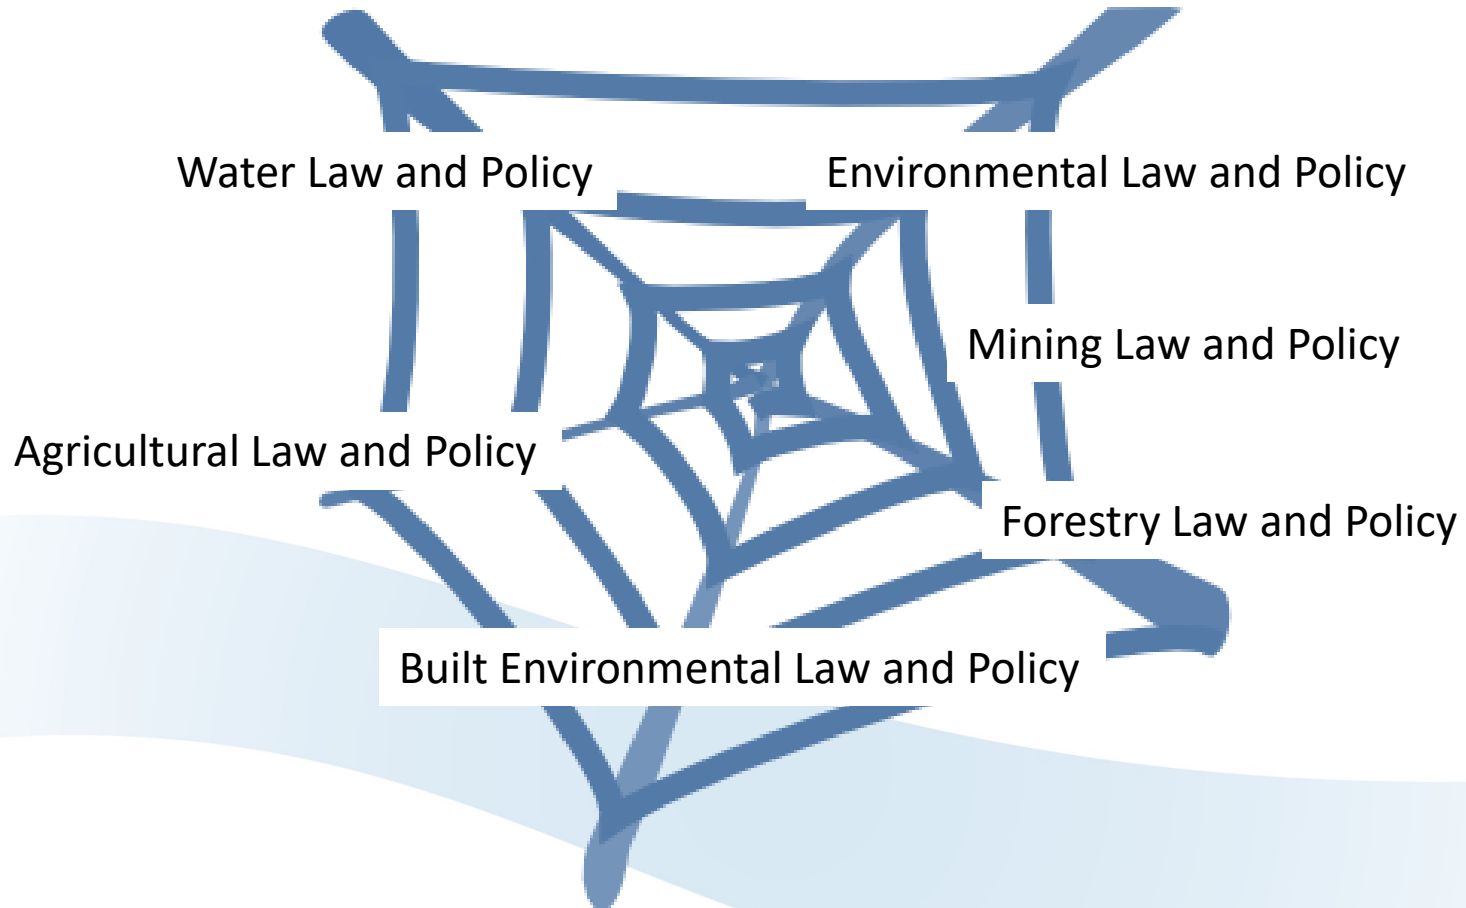 Water Law and Policy
Environmental Law and Policy
Mining Law and Policy
Agricultural Law and Policy
Forestry Law and Policy
Built Environmental Law and Policy